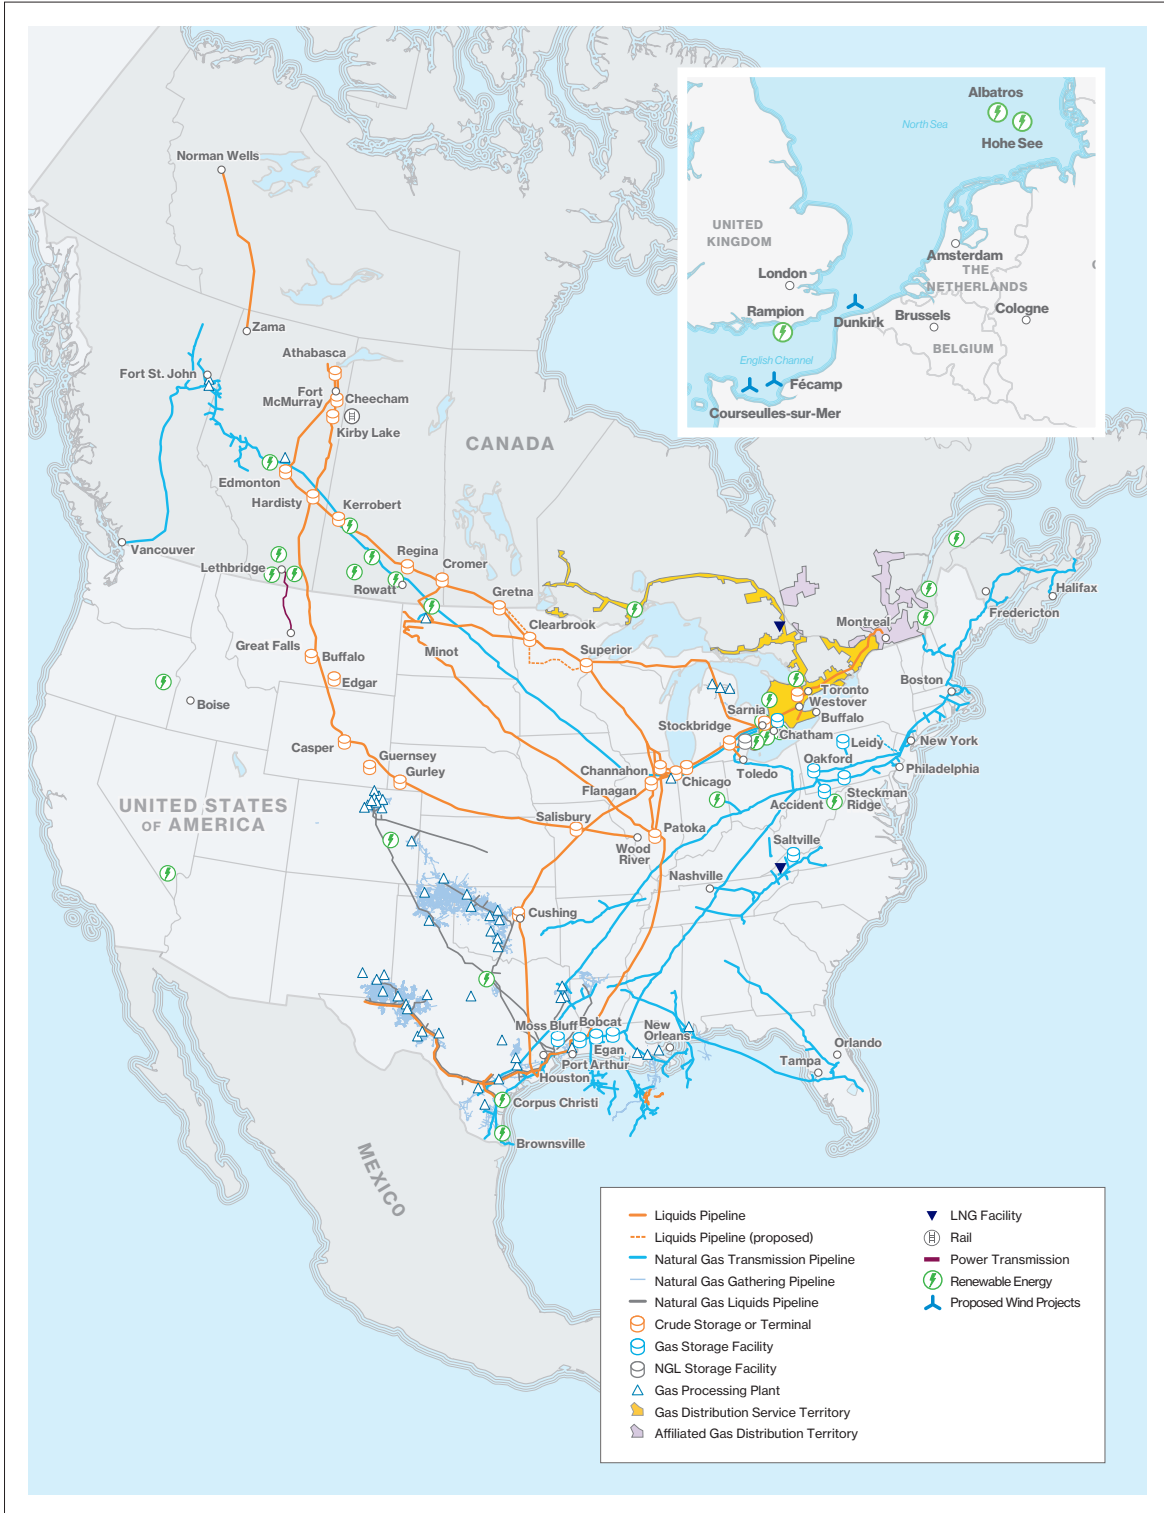 Albatros
North Sea
Hohe See
UNITED
KINGDOM
Amsterdam
THE
NETHERLANDS
London
Rampion
Dunkirk
Brussels
Cologne
BELGIUM
English Channel
Fécamp
Courseulles-sur-Mer
Norman Wells
Zama
Athabasca
Fort St. John
Fort
McMurray
Cheecham
Kirby Lake
CANADA
Edmonton
Hardisty
Kerrobert
Vancouver
Regina
Cromer
Lethbridge
Rowatt
Gretna
Halifax
Fredericton
Clearbrook
Montreal
Great Falls
Minot
Superior
Buffalo
Edgar
Boise
Boston
Toronto
Westover
Sarnia
Buffalo
Stockbridge
Chatham
Casper
Leidy
New York
Guernsey
Oakford
Toledo
Philadelphia
Channahon
Chicago
Gurley
Flanagan
Steckman
Ridge
Accident
UNITED STATES
OF AMERICA
Salisbury
Patoka
Wood
River
Saltville
Nashville
Cushing
Moss Bluff
Bobcat
New
Orleans
Egan
Port Arthur
Orlando
Tampa
Houston
Corpus Christi
Brownsville
MEXICO
Liquids Pipeline
Liquids Pipeline (proposed)
Natural Gas Transmission Pipeline
Natural Gas Gathering Pipeline
Natural Gas Liquids Pipeline
Crude Storage or Terminal
Gas Storage Facility
NGL Storage Facility
Gas Processing Plant
Gas Distribution Service Territory
Affiliated Gas Distribution Territory
LNG Facility
Rail
Power Transmission
Renewable Energy
Proposed Wind Projects